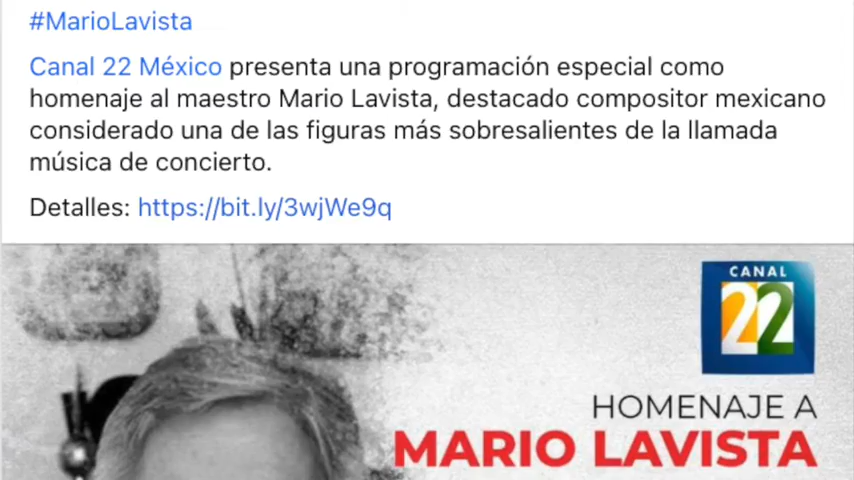 #MarioLavista
Canal 22 México presenta una programación especial como
homenaje al maestro Mario Lavista, destacado compositor mexicano
considerado una de las figuras más sobresalientes de la llamada
música de concierto.
Detalles: https://bit.ly/3wjWe9q
CANAL
22
HOMENAJE A
MARIO LAVISTA